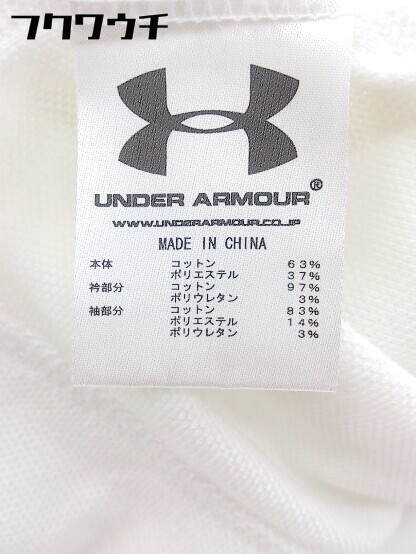 フクワウチ
UNDER ARMOUR®
WWW.UNDERARMOUR.CO.JP
MADE IN CHINA
本体 コットン 63%
ポリエステル 37%
衿部分 コットン 97%
ポリウレタン 3%
袖部分 コットン 83%
ポリエステル 14%
ポリウレタン 3%